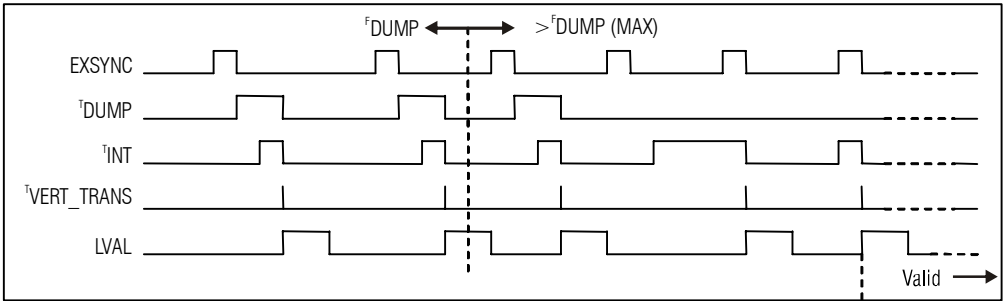 FDUMP >FDUMP (MAX)
EXSYNC
TDUMP
TINT
TVERT_TRANS
LVAL
Valid